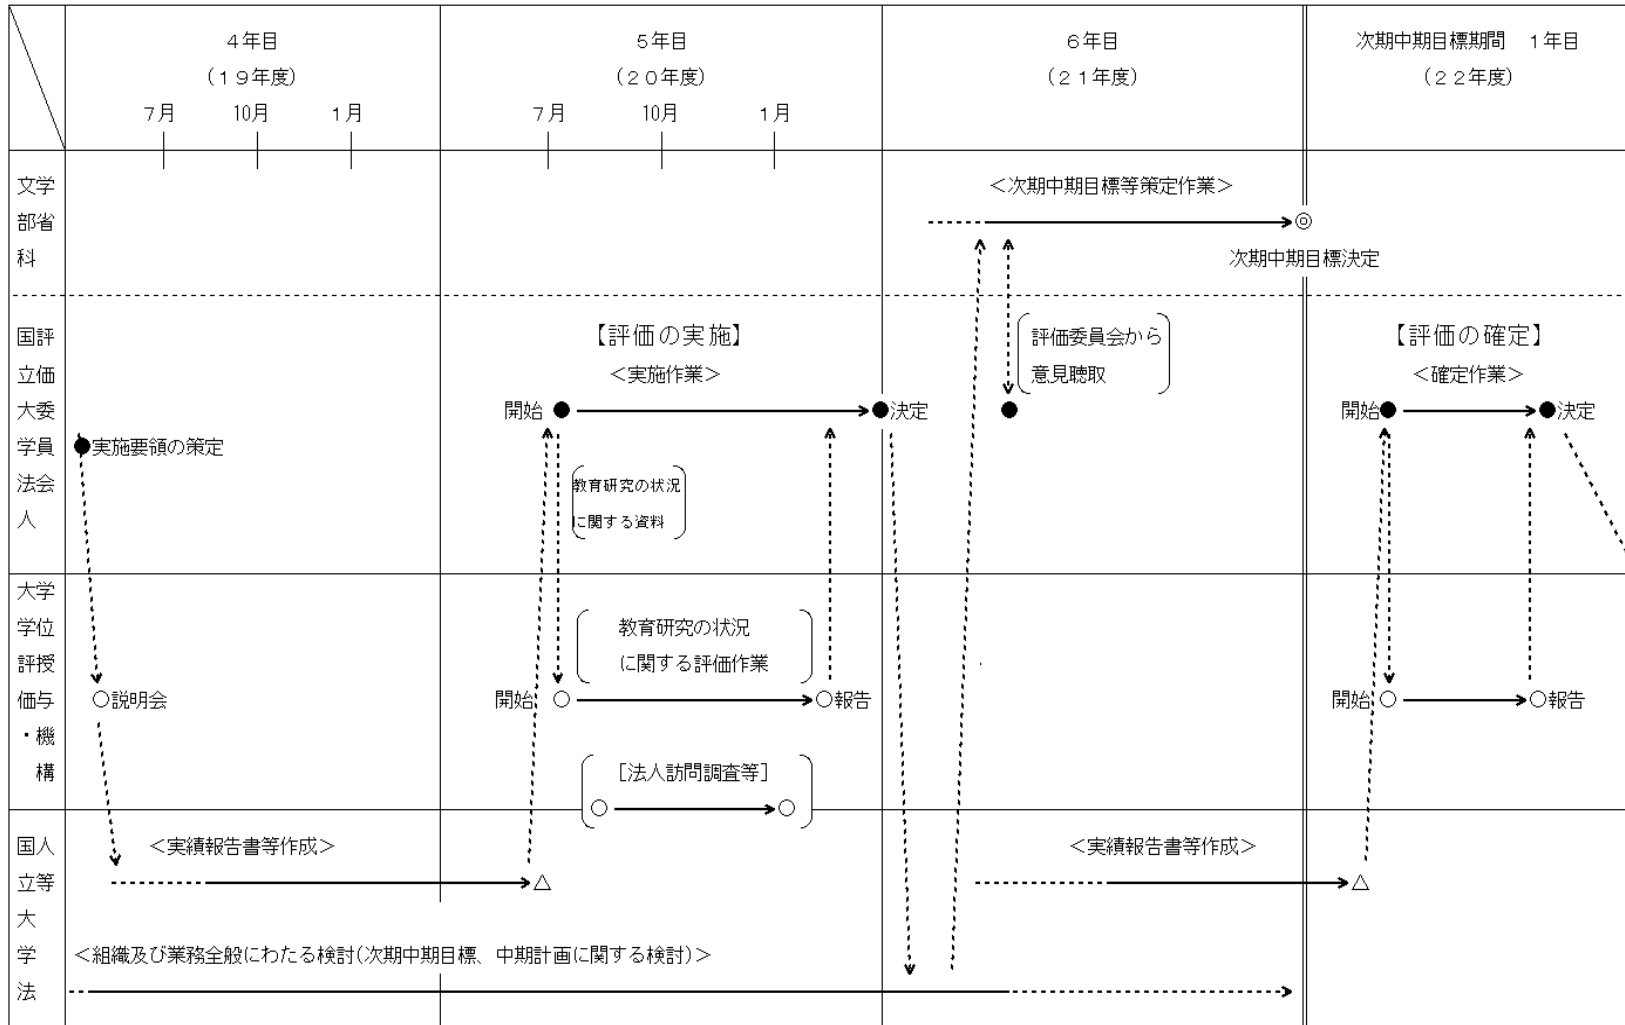 4年目
（19年度）
7月 10月 1月
5年目
（20年度）
7月 10月 1月
6年目
（21年度）
次期中期目標期間 1年目
（22年度）
文学
部省
科
＜次期中期目標等策定作業＞
◎
次期中期目標決定
国評
立価
大委
学員
法会
人
●実施要領の策定
【評価の実施】
＜実施作業＞
開始● ●決定
教育研究の状況
に関する資料
評価委員会から
意見聴取
●
【評価の確定】
＜確定作業＞
開始● ●決定
大学
学位
評授
価与
・機
構
○説明会
教育研究の状況
に関する評価作業
開始○ ○報告
［法人訪問調査等］
○ ○
開始○ ○報告
国人
立等
大
学
法
＜実績報告書等作成＞
△
＜実績報告書等作成＞
△
＜組織及び業務全般にわたる検討(次期中期目標、中期計画に関する検討)＞